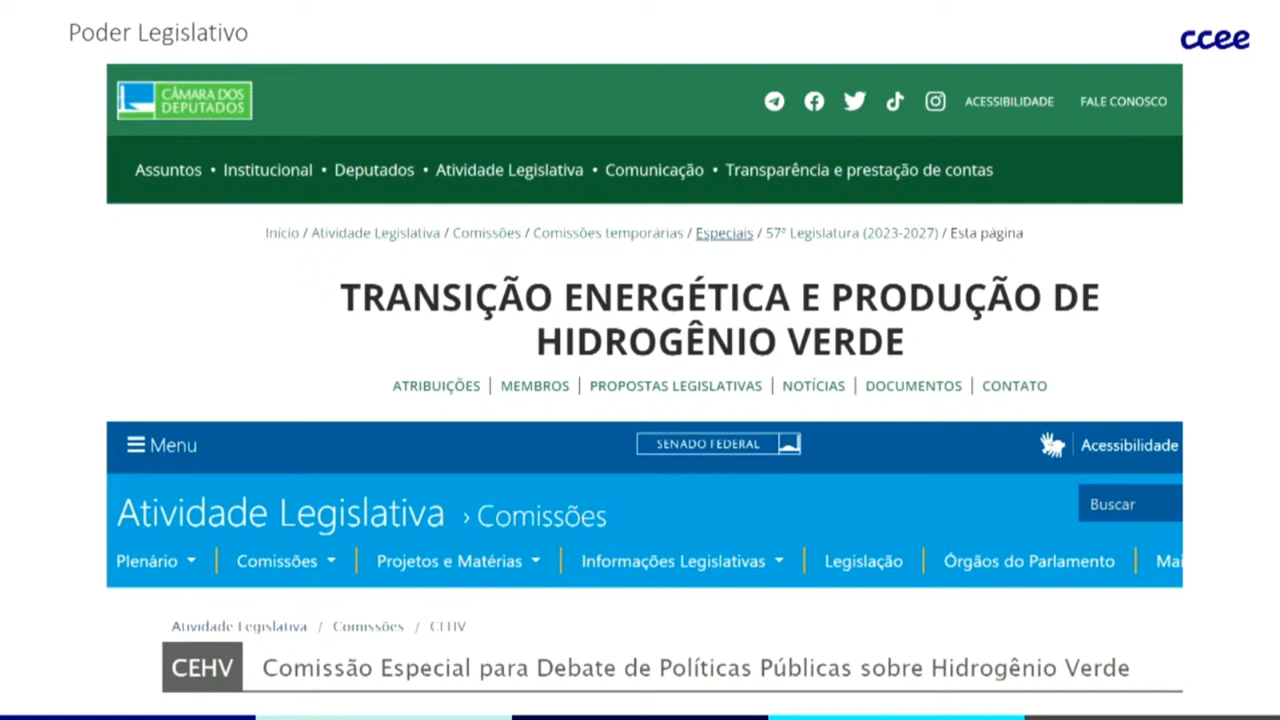 Poder Legislativo
ccee
CÂMARA DOS
DEPUTADOS
ACESSIBILIDADE FALE CONOSCO
Assuntos • Institucional • Deputados • Atividade Legislativa • Comunicação • Transparência e prestação de contas
Início / Atividade Legislativa / Comissões / Comissões temporárias / Especiais / 57ª Legislatura (2023-2027) / Esta página
TRANSIÇÃO ENERGÉTICA E PRODUÇÃO DE
HIDROGÊNIO VERDE
ATRIBUIÇÕES | MEMBROS | PROPOSTAS LEGISLATIVAS | NOTÍCIAS | DOCUMENTOS | CONTATO
Menu SENADO FEDERAL Acessibilidade
Atividade Legislativa › Comissões Buscar
Plenário | Comissões | Projetos e Matérias | Informações Legislativas | Legislação | Órgãos do Parlamento | Mai
Atividade Legislativa / Comissões / CEHV
CEHV Comissão Especial para Debate de Políticas Públicas sobre Hidrogênio Verde